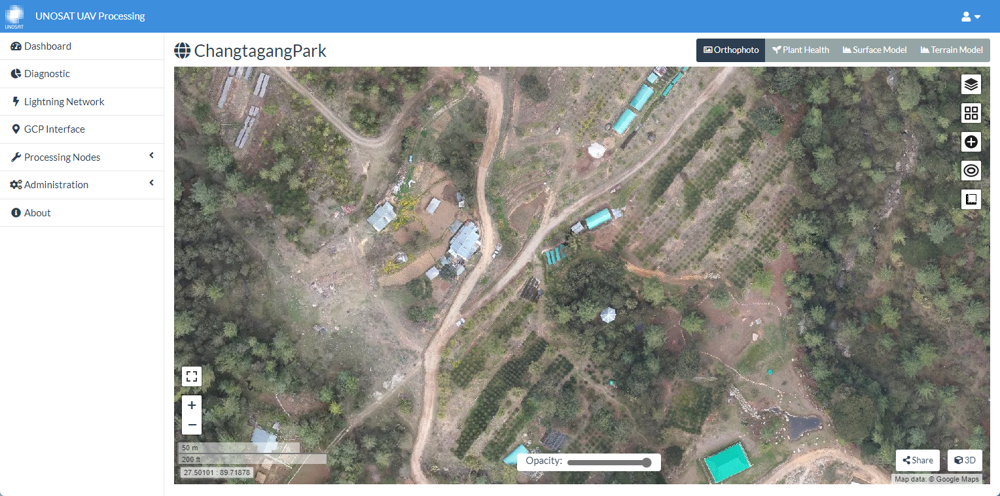 UNOSAT
UNOSAT UAV Processing
Dashboard
Diagnostic
Lightning Network
GCP Interface
Processing Nodes
Administration
About
ChangtagangPark
Orthophoto
Plant Health
Surface Model
Terrain Model
+
−
50 m
200 ft
27.50101 : 89.71878
Opacity:
Share
3D
Map data: © Google Maps